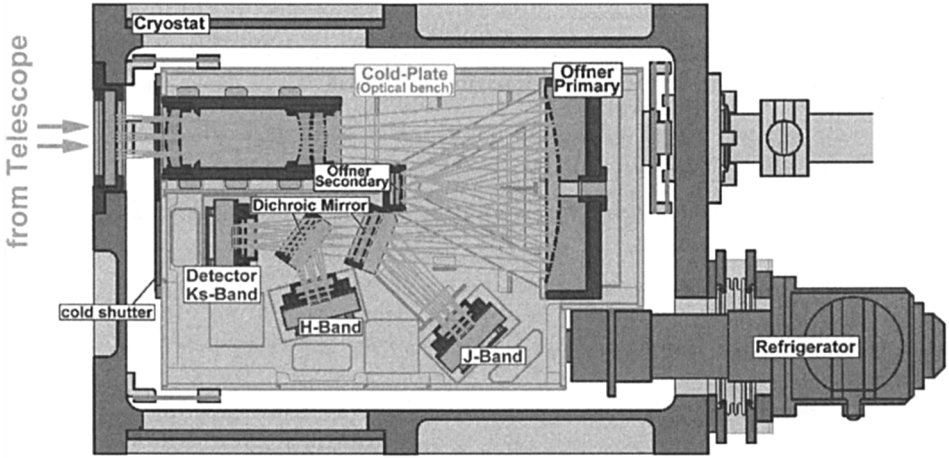 Cryostat
from Telescope
Cold-Plate
(Optical bench)
Offner
Primary
Offner
Secondary
Dichroic Mirror
Detector
Ks-Band
cold shutter
H-Band
J-Band
Refrigerator